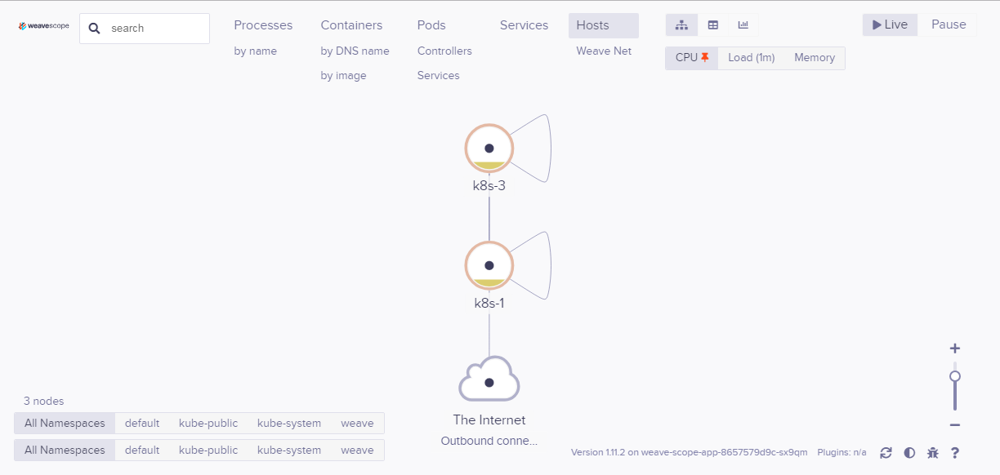 weavescope
search
Processes
by name
Containers
by DNS name
by image
Pods
Controllers
Services
Services
Hosts
Weave Net
CPU Load (1m) Memory
Live Pause
k8s-3
k8s-1
The Internet
Outbound conne...
3 nodes
All Namespaces default kube-public kube-system weave
All Namespaces default kube-public kube-system weave
Version 1.11.2 on weave-scope-app-8657579d9c-sx9qm Plugins: n/a